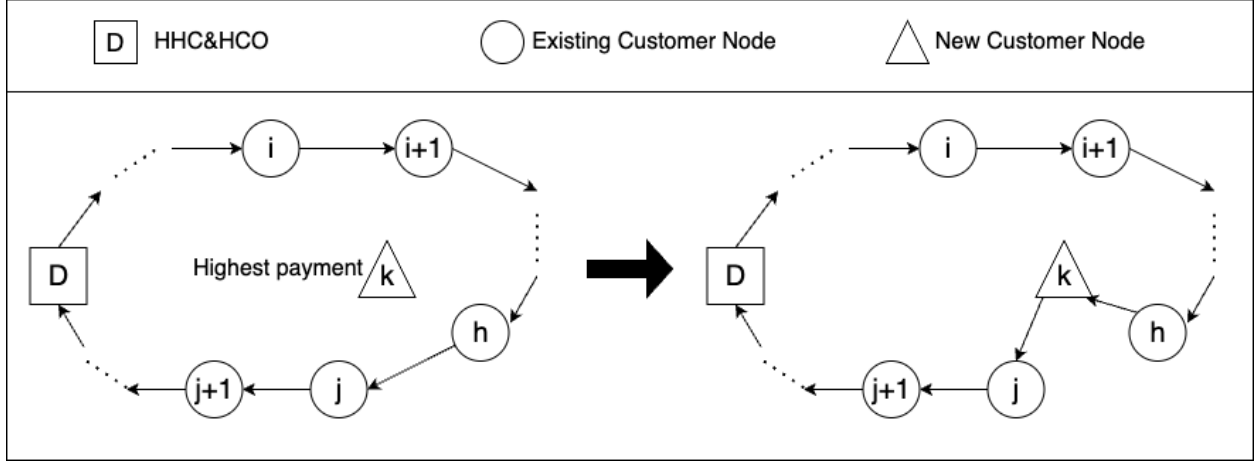 D HHC&HCO Existing Customer Node New Customer Node
i i+1 i i+1
D Highest payment k D k
h h
j+1 j j+1 j